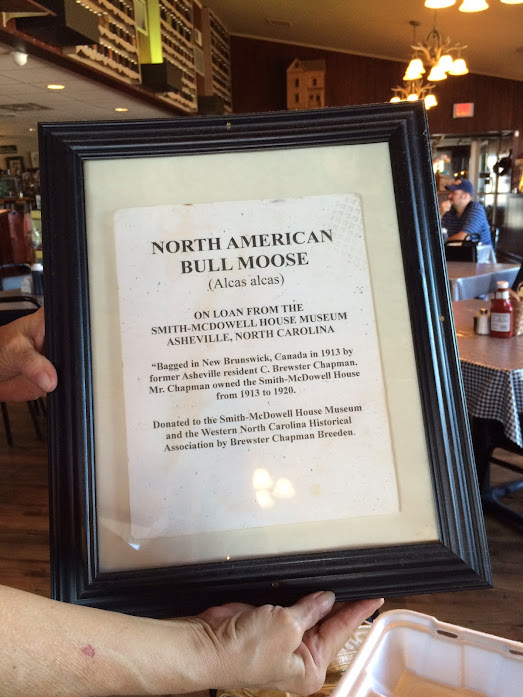 NORTH AMERICAN
BULL MOOSE
(Alcas alcas)
ON LOAN FROM THE
SMITH-MCDOWELL HOUSE MUSEUM
ASHEVILLE, NORTH CAROLINA
“Bagged in New Brunswick, Canada in 1913 by
former Asheville resident C. Brewster Chapman.
Mr. Chapman owned the Smith-McDowell House
from 1913 to 1920.
Donated to the Smith-McDowell House Museum
and the Western North Carolina Historical
Association by Brewster Chapman Breeden.